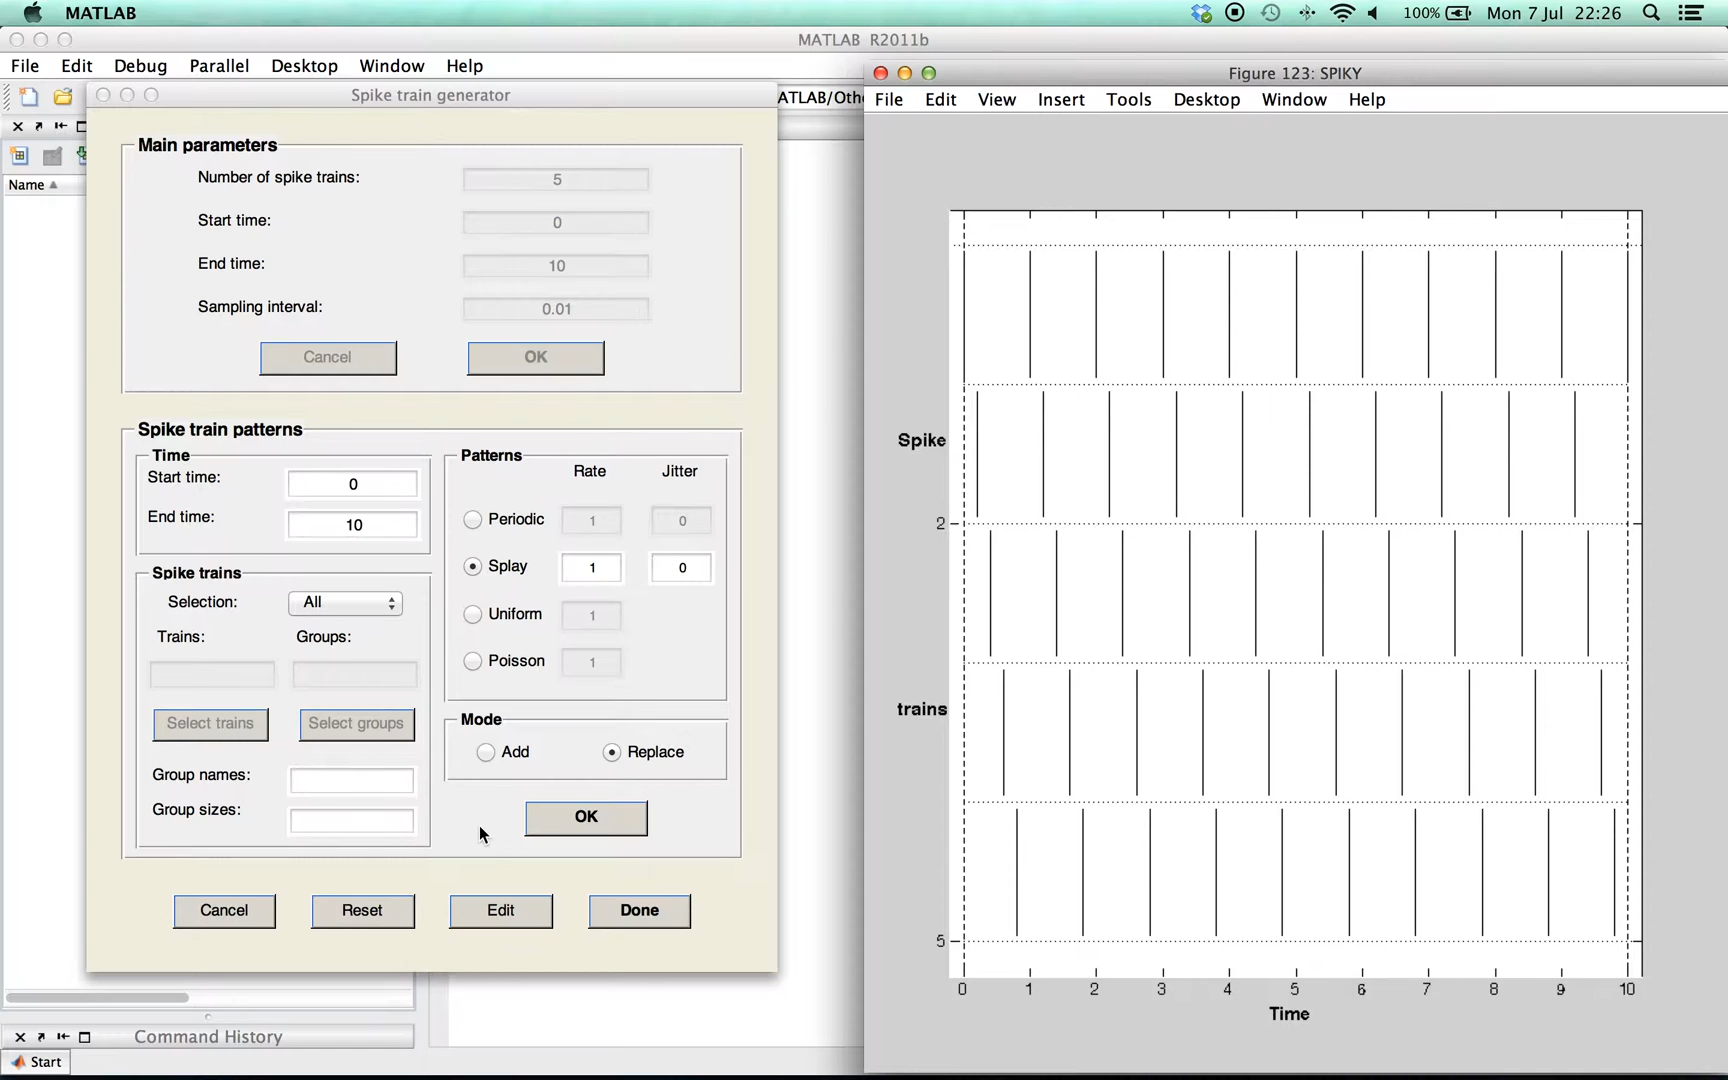 MATLAB
100%
Mon 7 Jul 22:26
MATLAB R2011b
File Edit Debug Parallel Desktop Window Help
Spike train generator
ATLAB/Oth
Name
Main parameters
Number of spike trains: 5
Start time: 0
End time: 10
Sampling interval: 0.01
Cancel OK
Spike train patterns
Time
Start time: 0
End time: 10
Spike trains
Selection: All
Trains: Groups:
Select trains Select groups
Group names:
Group sizes:
Patterns
Rate Jitter
Periodic 1 0
Splay 1 0
Uniform 1
Poisson 1
Mode
Add Replace
OK
Cancel Reset Edit Done
Command History
Start
Figure 123: SPIKY
File Edit View Insert Tools Desktop Window Help
Spike
2
trains
5
0 1 2 3 4 5 6 7 8 9 10
Time